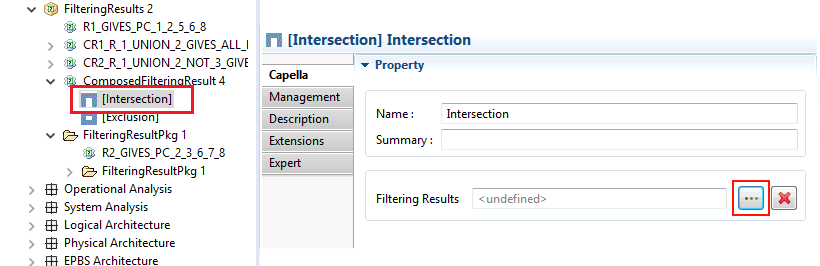 FilteringResults 2
R1_GIVES_PC_1_2_5_6_8
CR1_R_1_UNION_2_GIVES_ALL_
CR2_R_1_UNION_2_NOT_3_GIVE
ComposedFilteringResult 4
[Intersection]
[Exclusion]
FilteringResultPkg 1
R2_GIVES_PC_2_3_6_7_8
FilteringResultPkg 1
Operational Analysis
System Analysis
Logical Architecture
Physical Architecture
EPBS Architecture
[Intersection] Intersection
Capella
Management
Description
Extensions
Expert
Property
Name : Intersection
Summary :
Filtering Results <undefined> ...